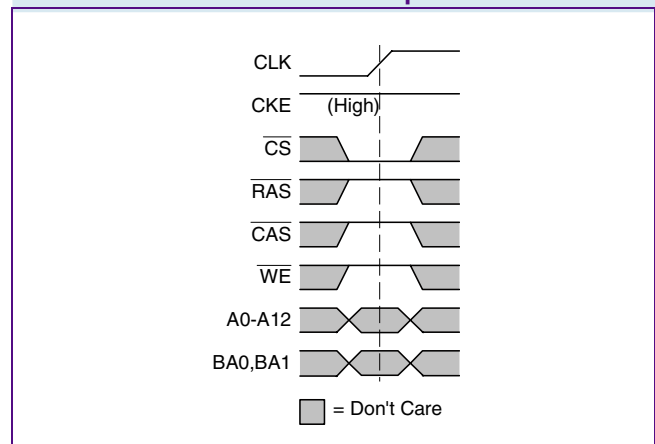 CLK
CKE (High)
CS
RAS
CAS
WE
A0-A12
BA0,BA1
= Don't Care